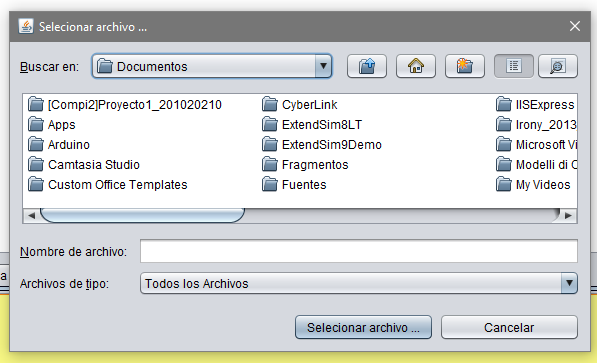 Selecionar archivo ...
Buscar en: Documentos
[Compi2]Proyecto1_201020210 CyberLink IISExpress
Apps ExtendSim8LT Irony_2013
Arduino ExtendSim9Demo Microsoft Vi
Camtasia Studio Fragmentos Modelli di C
Custom Office Templates Fuentes My Videos
Nombre de archivo:
a
Archivos de tipo: Todos los Archivos
Selecionar archivo ... Cancelar